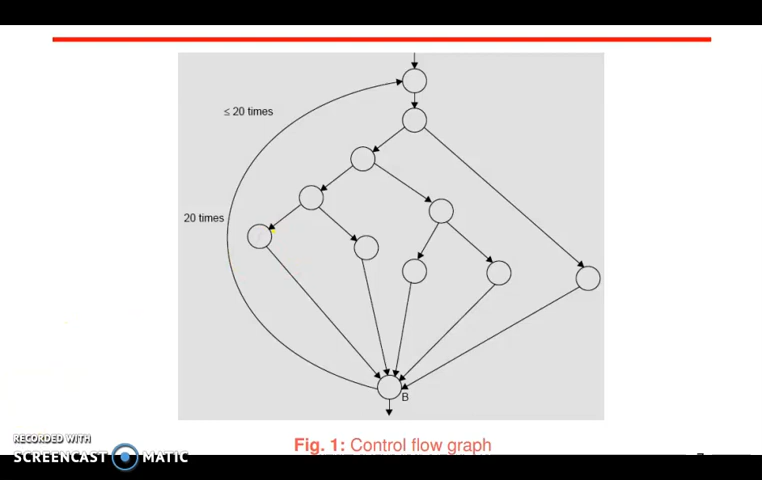 ≤ 20 times
20 times
B
Fig. 1: Control flow graph
RECORDED WITH
SCREENCAST MATIC